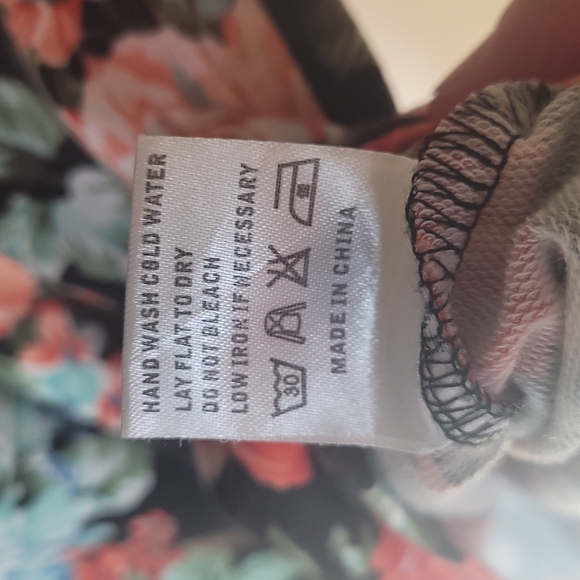 HAND WASH COLD WATER
LAY FLAT TO DRY
DO NOT BLEACH
LOW IRON IF NECESSARY
30
MADE IN CHINA